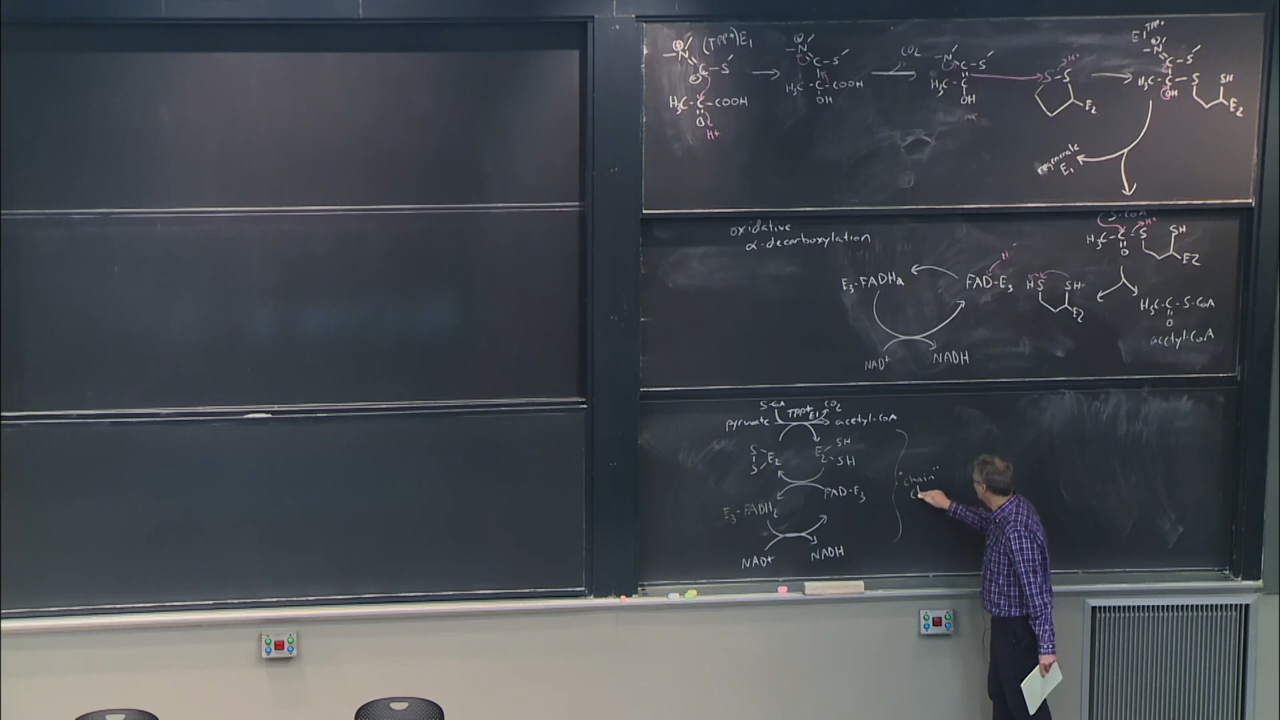 (TPP+)E1
H3C-C-COOH
O
H+
C-S
H3C-C-COOH
OH
CO2
C-S
H3C-C
OH
S-S
H+
E2
E1 TPP+
H3C-C-S
OH
SH
E2
regenerate
E1
oxidative
α-decarboxylation
S-CoA
H+
H3C-C-S
O
SH
E2
E3-FADH2
FAD-E3
H+
HS
SH
E2
H3C-C-S-CoA
O
acetyl-CoA
NAD+
NADH
S-CoA
TPP+
E1
CO2
pyruvate
acetyl-CoA
S
S
E2
E2
SH
SH
FAD-E3
E3-FADH2
NAD+
NADH
"chain"